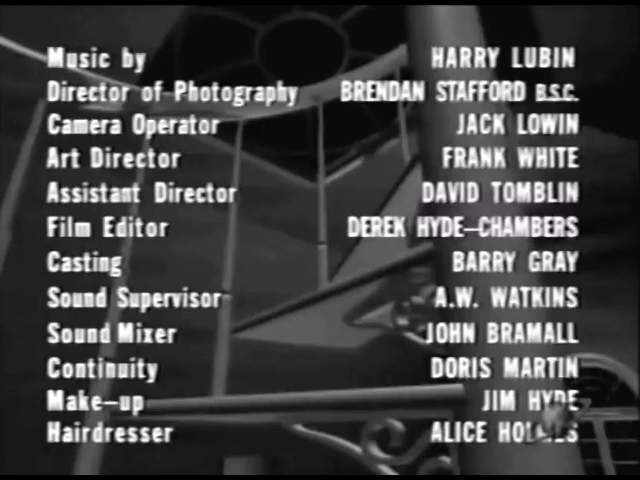 Music by HARRY LUBIN
Director of Photography BRENDAN STAFFORD B.S.C.
Camera Operator JACK LOWIN
Art Director FRANK WHITE
Assistant Director DAVID TOMBLIN
Film Editor DEREK HYDE-CHAMBERS
Casting BARRY GRAY
Sound Supervisor A.W. WATKINS
Sound Mixer JOHN BRAMALL
Continuity DORIS MARTIN
Make-up JIM HYDE
Hairdresser ALICE